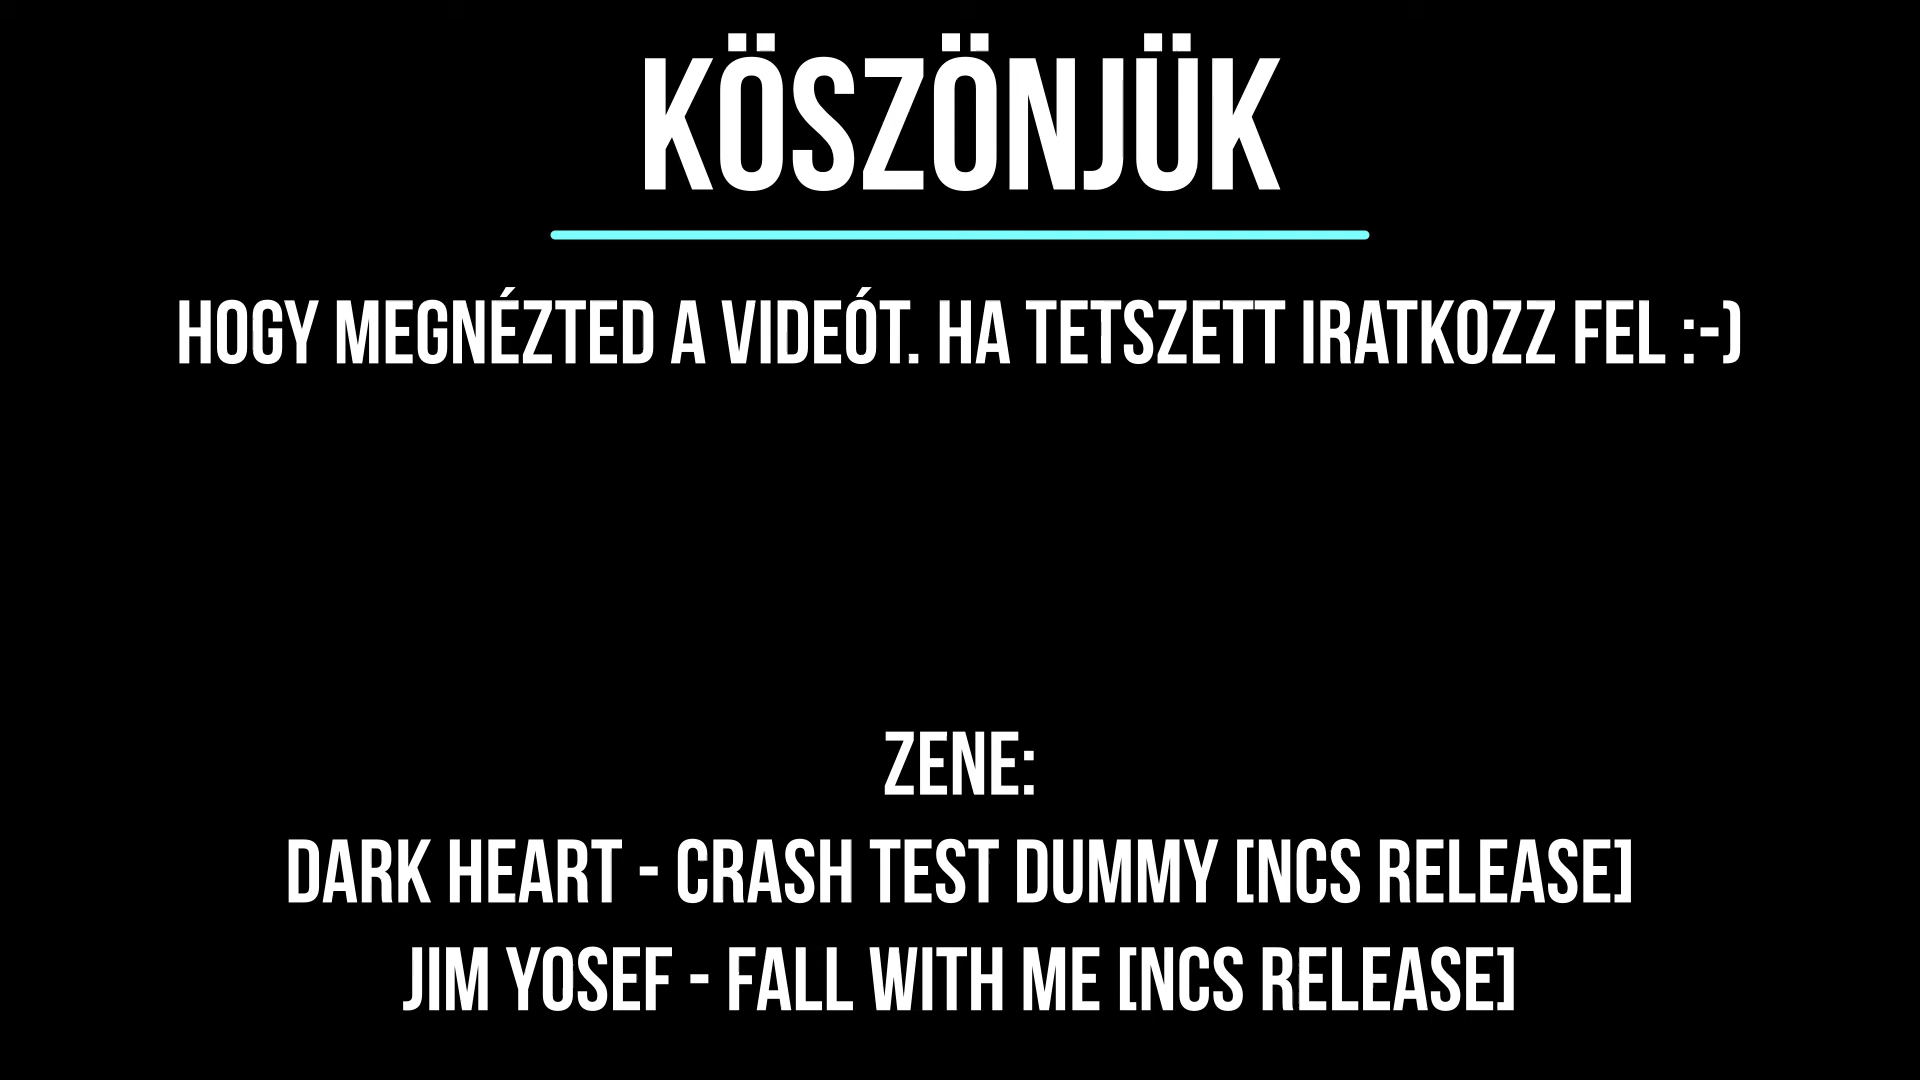 KÖSZÖNJÜK
HOGY MEGNÉZTED A VIDEÓT. HA TETSZETT IRATKOZZ FEL :-)
ZENE:
DARK HEART - CRASH TEST DUMMY [NCS RELEASE]
JIM YOSEF - FALL WITH ME [NCS RELEASE]